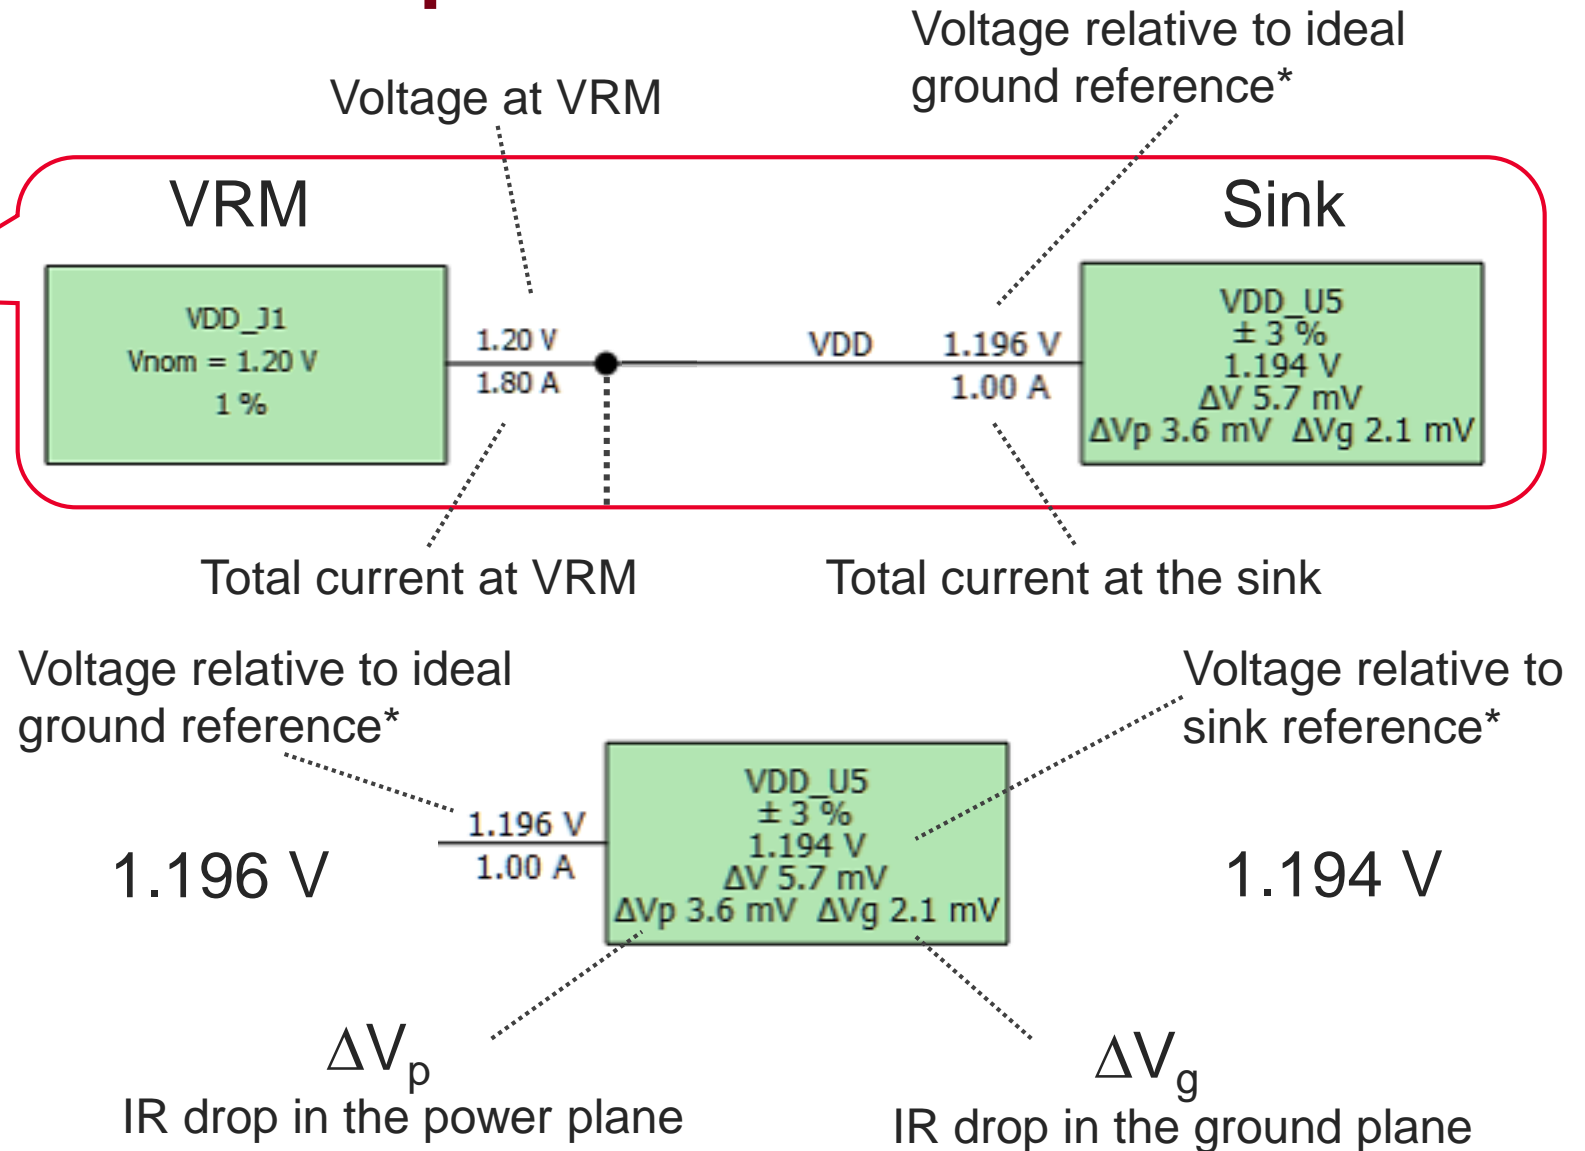 Voltage relative to ideal
ground reference*
Voltage at VRM
VRM
Sink
VDD_J1
Vnom = 1.20 V
1 %
1.20 V
1.80 A
VDD
1.196 V
1.00 A
VDD_U5
± 3 %
1.194 V
ΔV 5.7 mV
ΔVp 3.6 mV ΔVg 2.1 mV
Total current at VRM
Total current at the sink
Voltage relative to ideal
ground reference*
Voltage relative to
sink reference*
1.196 V
1.196 V
1.00 A
VDD_U5
± 3 %
1.194 V
ΔV 5.7 mV
ΔVp 3.6 mV ΔVg 2.1 mV
1.194 V
ΔVp
IR drop in the power plane
ΔVg
IR drop in the ground plane